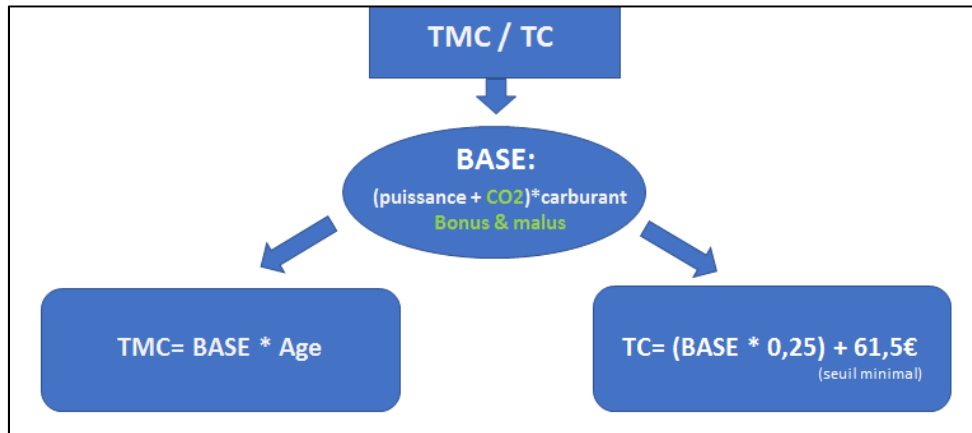 TMC / TC
BASE:
(puissance + CO2)*carburant
Bonus & malus
TMC= BASE * Age
TC= (BASE * 0,25) + 61,5€
(seuil minimal)